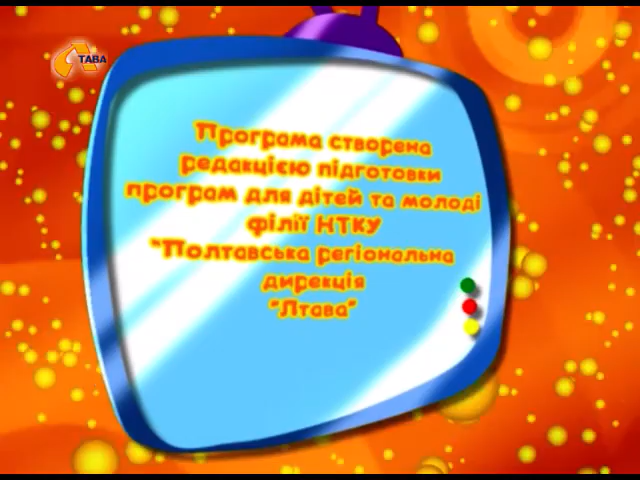 ТАВА
Програма створена
редакцією підготовки
програм для дітей та молоді
філії НТКУ
"Полтавська регіональна
дирекція
"Лтава"